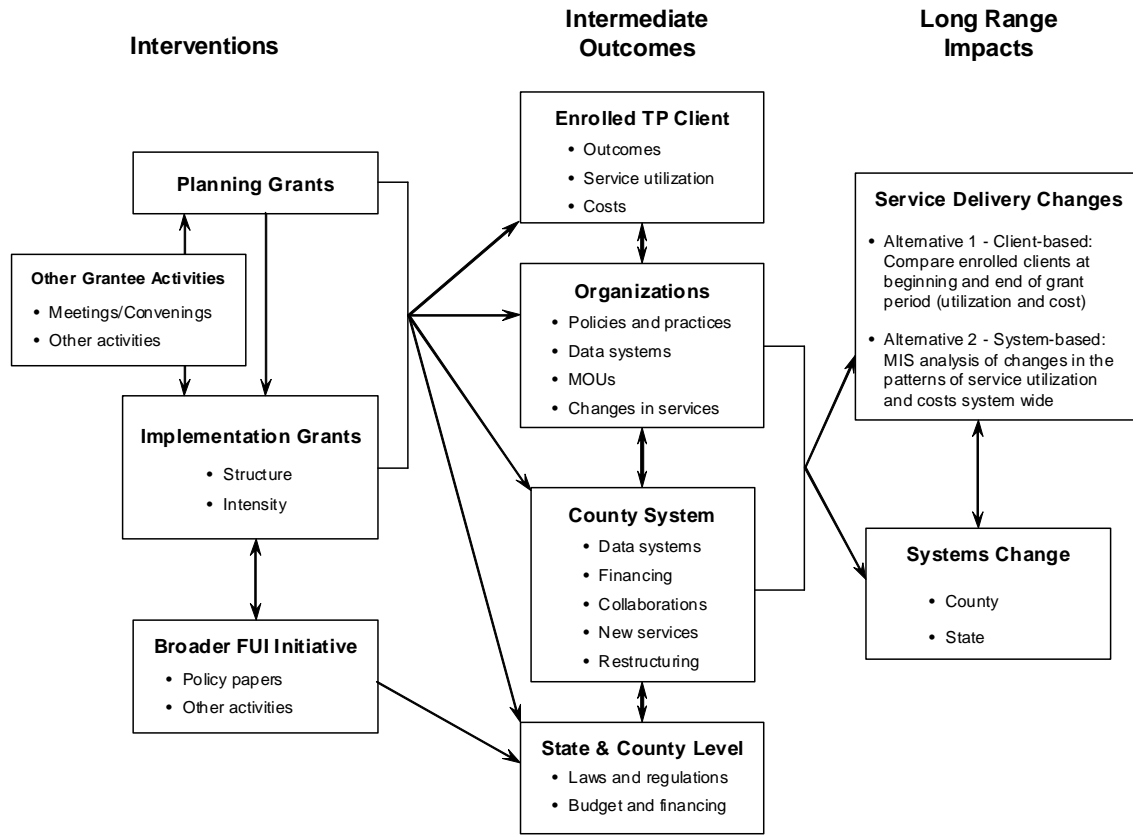 Interventions
Intermediate
Outcomes
Long Range
Impacts
Planning Grants
Other Grantee Activities
• Meetings/Convenings
• Other activities
Implementation Grants
• Structure
• Intensity
Broader FUI Initiative
• Policy papers
• Other activities
Enrolled TP Client
• Outcomes
• Service utilization
• Costs
Organizations
• Policies and practices
• Data systems
• MOUs
• Changes in services
County System
• Data systems
• Financing
• Collaborations
• New services
• Restructuring
State & County Level
• Laws and regulations
• Budget and financing
Service Delivery Changes
• Alternative 1 - Client-based:
Compare enrolled clients at
beginning and end of grant
period (utilization and cost)
• Alternative 2 - System-based:
MIS analysis of changes in the
patterns of service utilization
and costs system wide
Systems Change
• County
• State